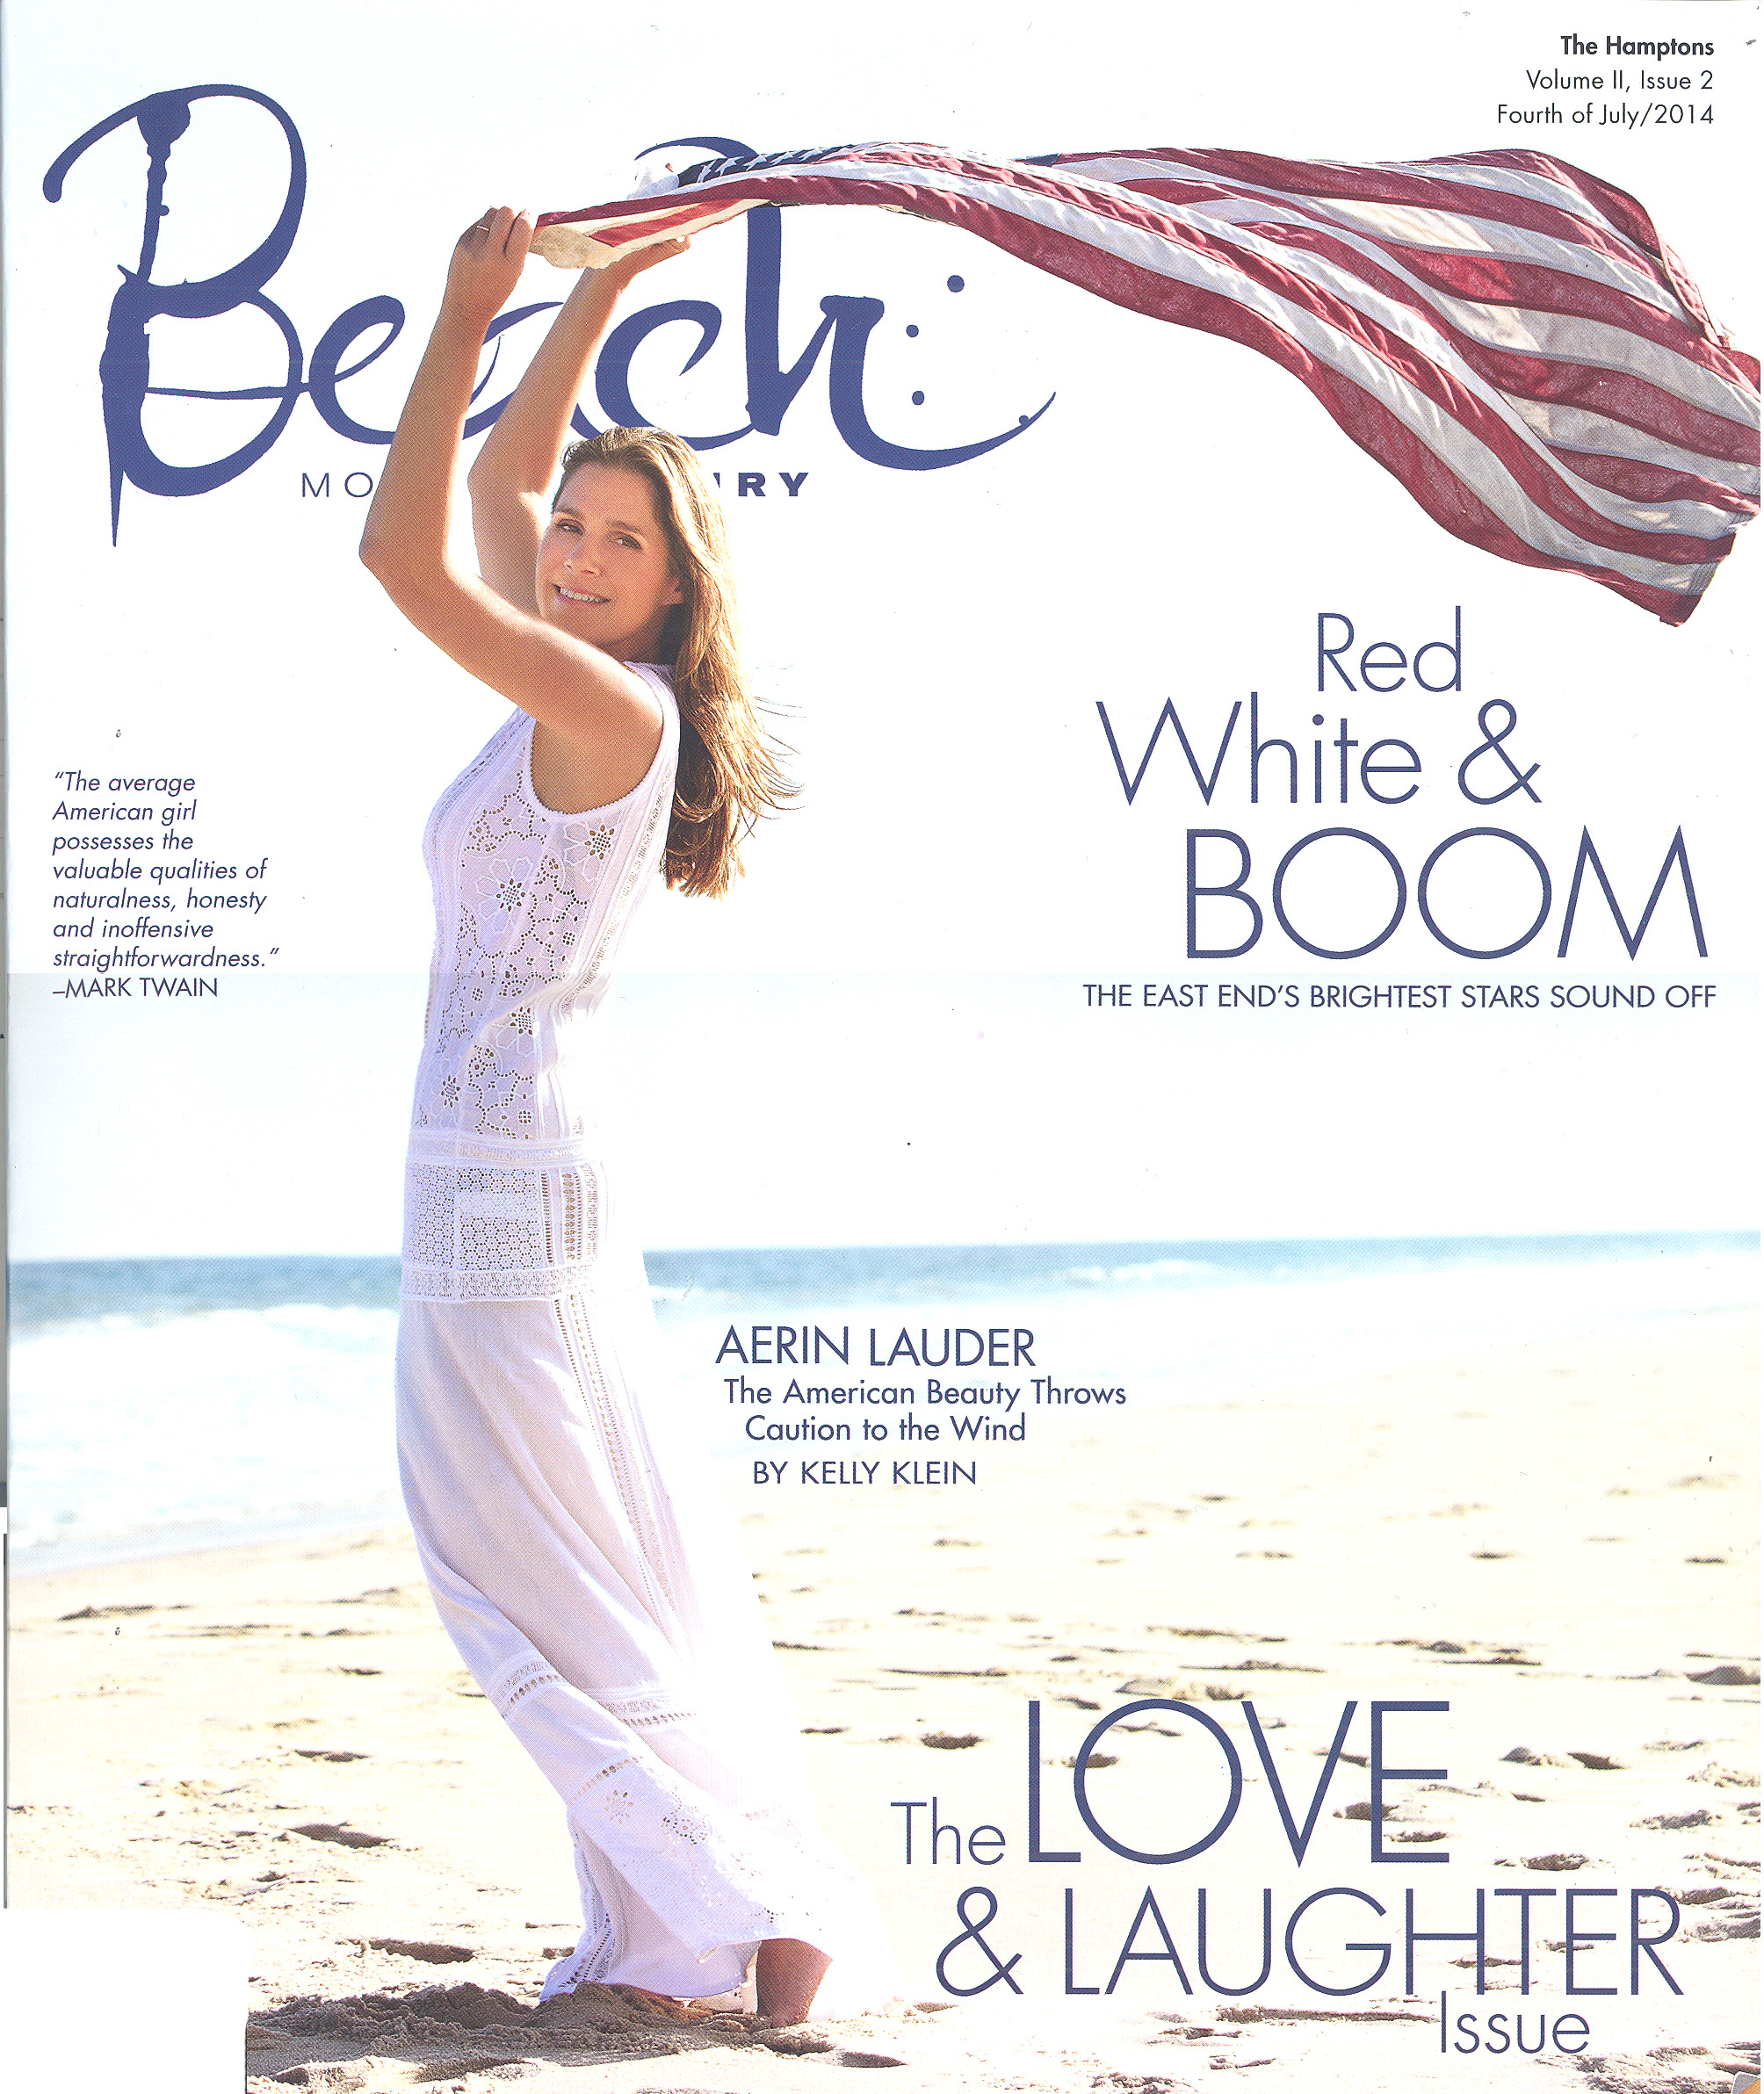 The Hamptons
Volume II, Issue 2
Fourth of July/2014
Beach
Red
White &
BOOM
THE EAST END'S BRIGHTEST STARS SOUND OFF
“The average
American girl
possesses the
valuable qualities of
naturalness, honesty
and inoffensive
straightforwardness.”
–MARK TWAIN
AERIN LAUDER
The American Beauty Throws
Caution to the Wind
BY KELLY KLEIN
The LOVE
& LAUGHTER
Issue